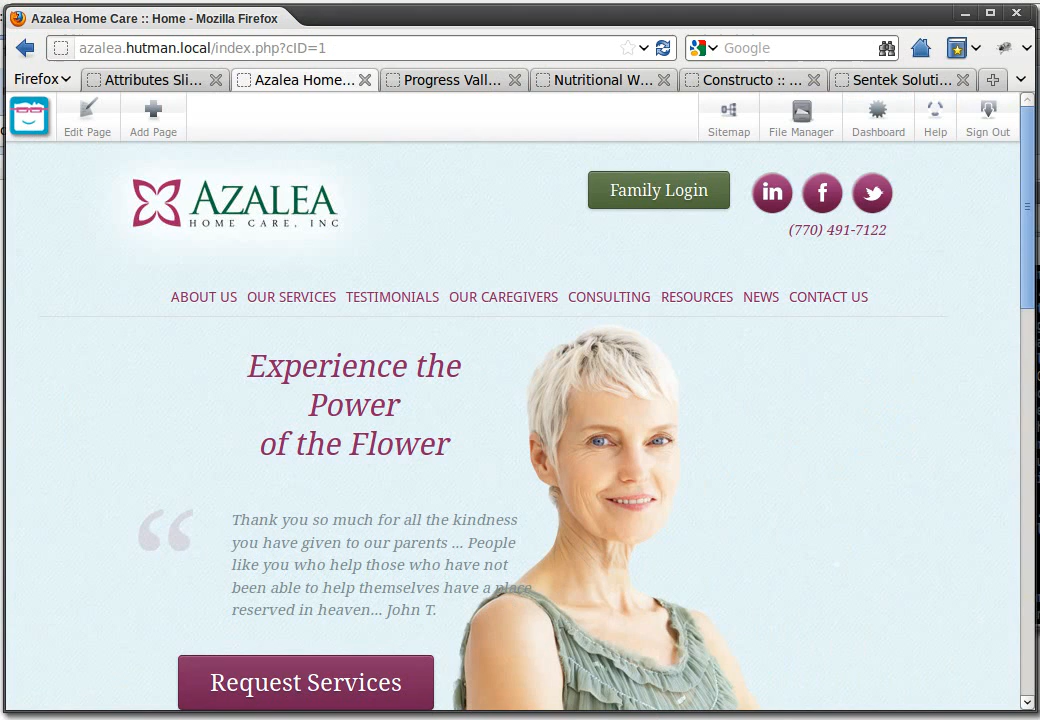 Azalea Home Care :: Home - Mozilla Firefox
azalea.hutman.local/index.php?cID=1
Google
Firefox
Attributes Sli...
Azalea Home...
Progress Vall...
Nutritional W...
Constructo :: ...
Sentek Soluti...
Edit Page
Add Page
Sitemap
File Manager
Dashboard
Help
Sign Out
AZALEA
HOME CARE, INC
Family Login
in
f
(770) 491-7122
ABOUT US OUR SERVICES TESTIMONIALS OUR CAREGIVERS CONSULTING RESOURCES NEWS CONTACT US
Experience the
Power
of the Flower
“
Thank you so much for all the kindness
you have given to our parents ... People
like you who help those who have not
been able to help themselves have a place
reserved in heaven... John T.
Request Services